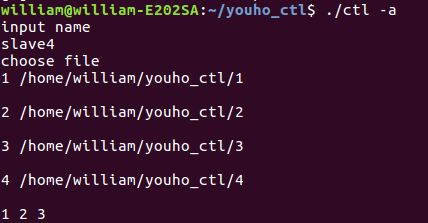 william@william-E202SA:~/youho_ctl$ ./ctl -a
input name
slave4
choose file
1 /home/william/youho_ctl/1
2 /home/william/youho_ctl/2
3 /home/william/youho_ctl/3
4 /home/william/youho_ctl/4
1 2 3